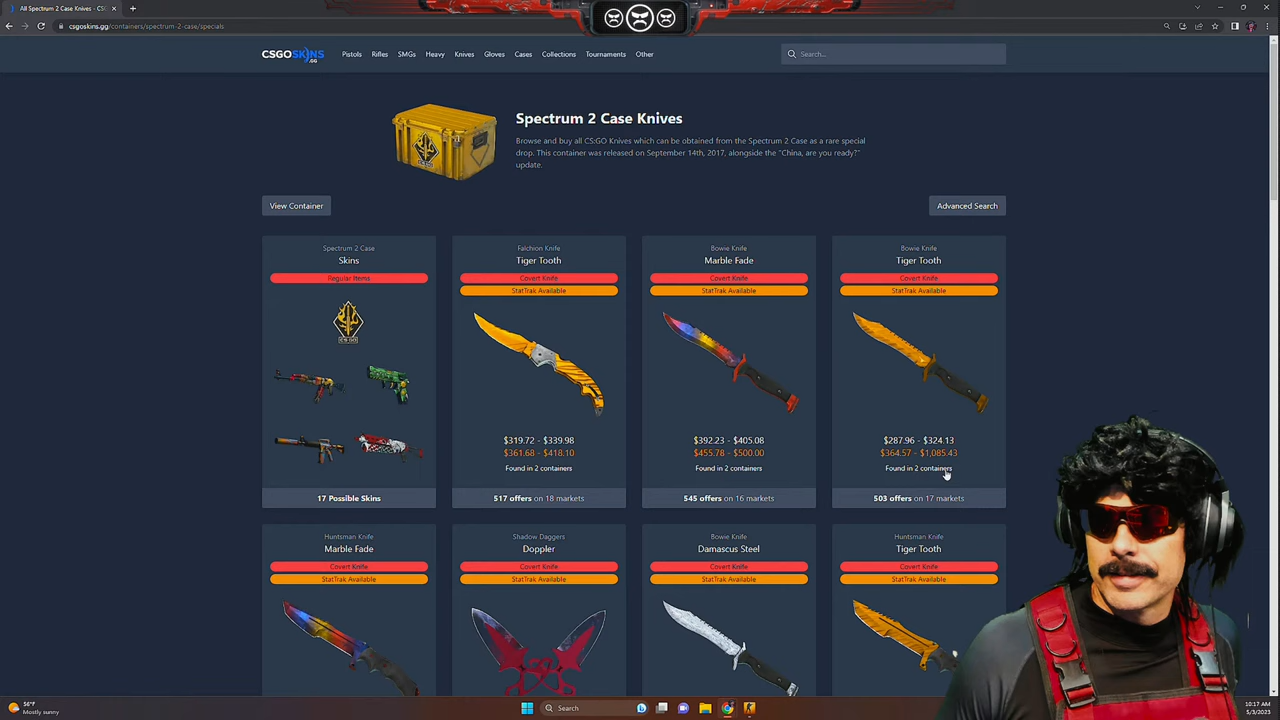 All Spectrum 2 Case Knives - CS:
csgoskins.gg/containers/spectrum-2-case/specials
CSGOSKINS
.GG
Pistols
Rifles
SMGs
Heavy
Knives
Gloves
Cases
Collections
Tournaments
Other
Search...
Spectrum 2 Case Knives
Browse and buy all CS:GO Knives which can be obtained from the Spectrum 2 Case as a rare special
drop. This container was released on September 14th, 2017, alongside the "China, are you ready?"
update.
View Container
Advanced Search
Spectrum 2 Case
Skins
Regular Items
CS:GO
17 Possible Skins
Falchion Knife
Tiger Tooth
Covert Knife
StatTrak Available
$319.72 - $339.98
$361.68 - $418.10
Found in 2 containers
517 offers on 18 markets
Bowie Knife
Marble Fade
Covert Knife
StatTrak Available
$392.23 - $405.08
$455.78 - $500.00
Found in 2 containers
545 offers on 16 markets
Bowie Knife
Tiger Tooth
Covert Knife
StatTrak Available
$287.96 - $324.13
$364.57 - $1,085.43
Found in 2 containers
503 offers on 17 markets
Huntsman Knife
Marble Fade
Covert Knife
StatTrak Available
Shadow Daggers
Doppler
Covert Knife
StatTrak Available
Bowie Knife
Damascus Steel
Covert Knife
StatTrak Available
Huntsman Knife
Tiger Tooth
Covert Knife
StatTrak Available
56°F
Mostly sunny
Search
10:17 AM
5/3/2023